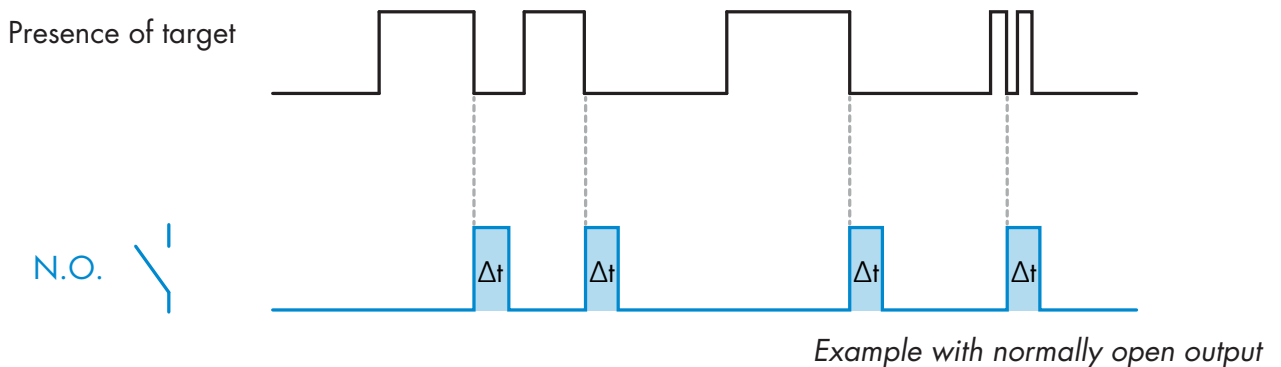 Presence of target
N.O.
Δt Δt Δt Δt
Example with normally open output